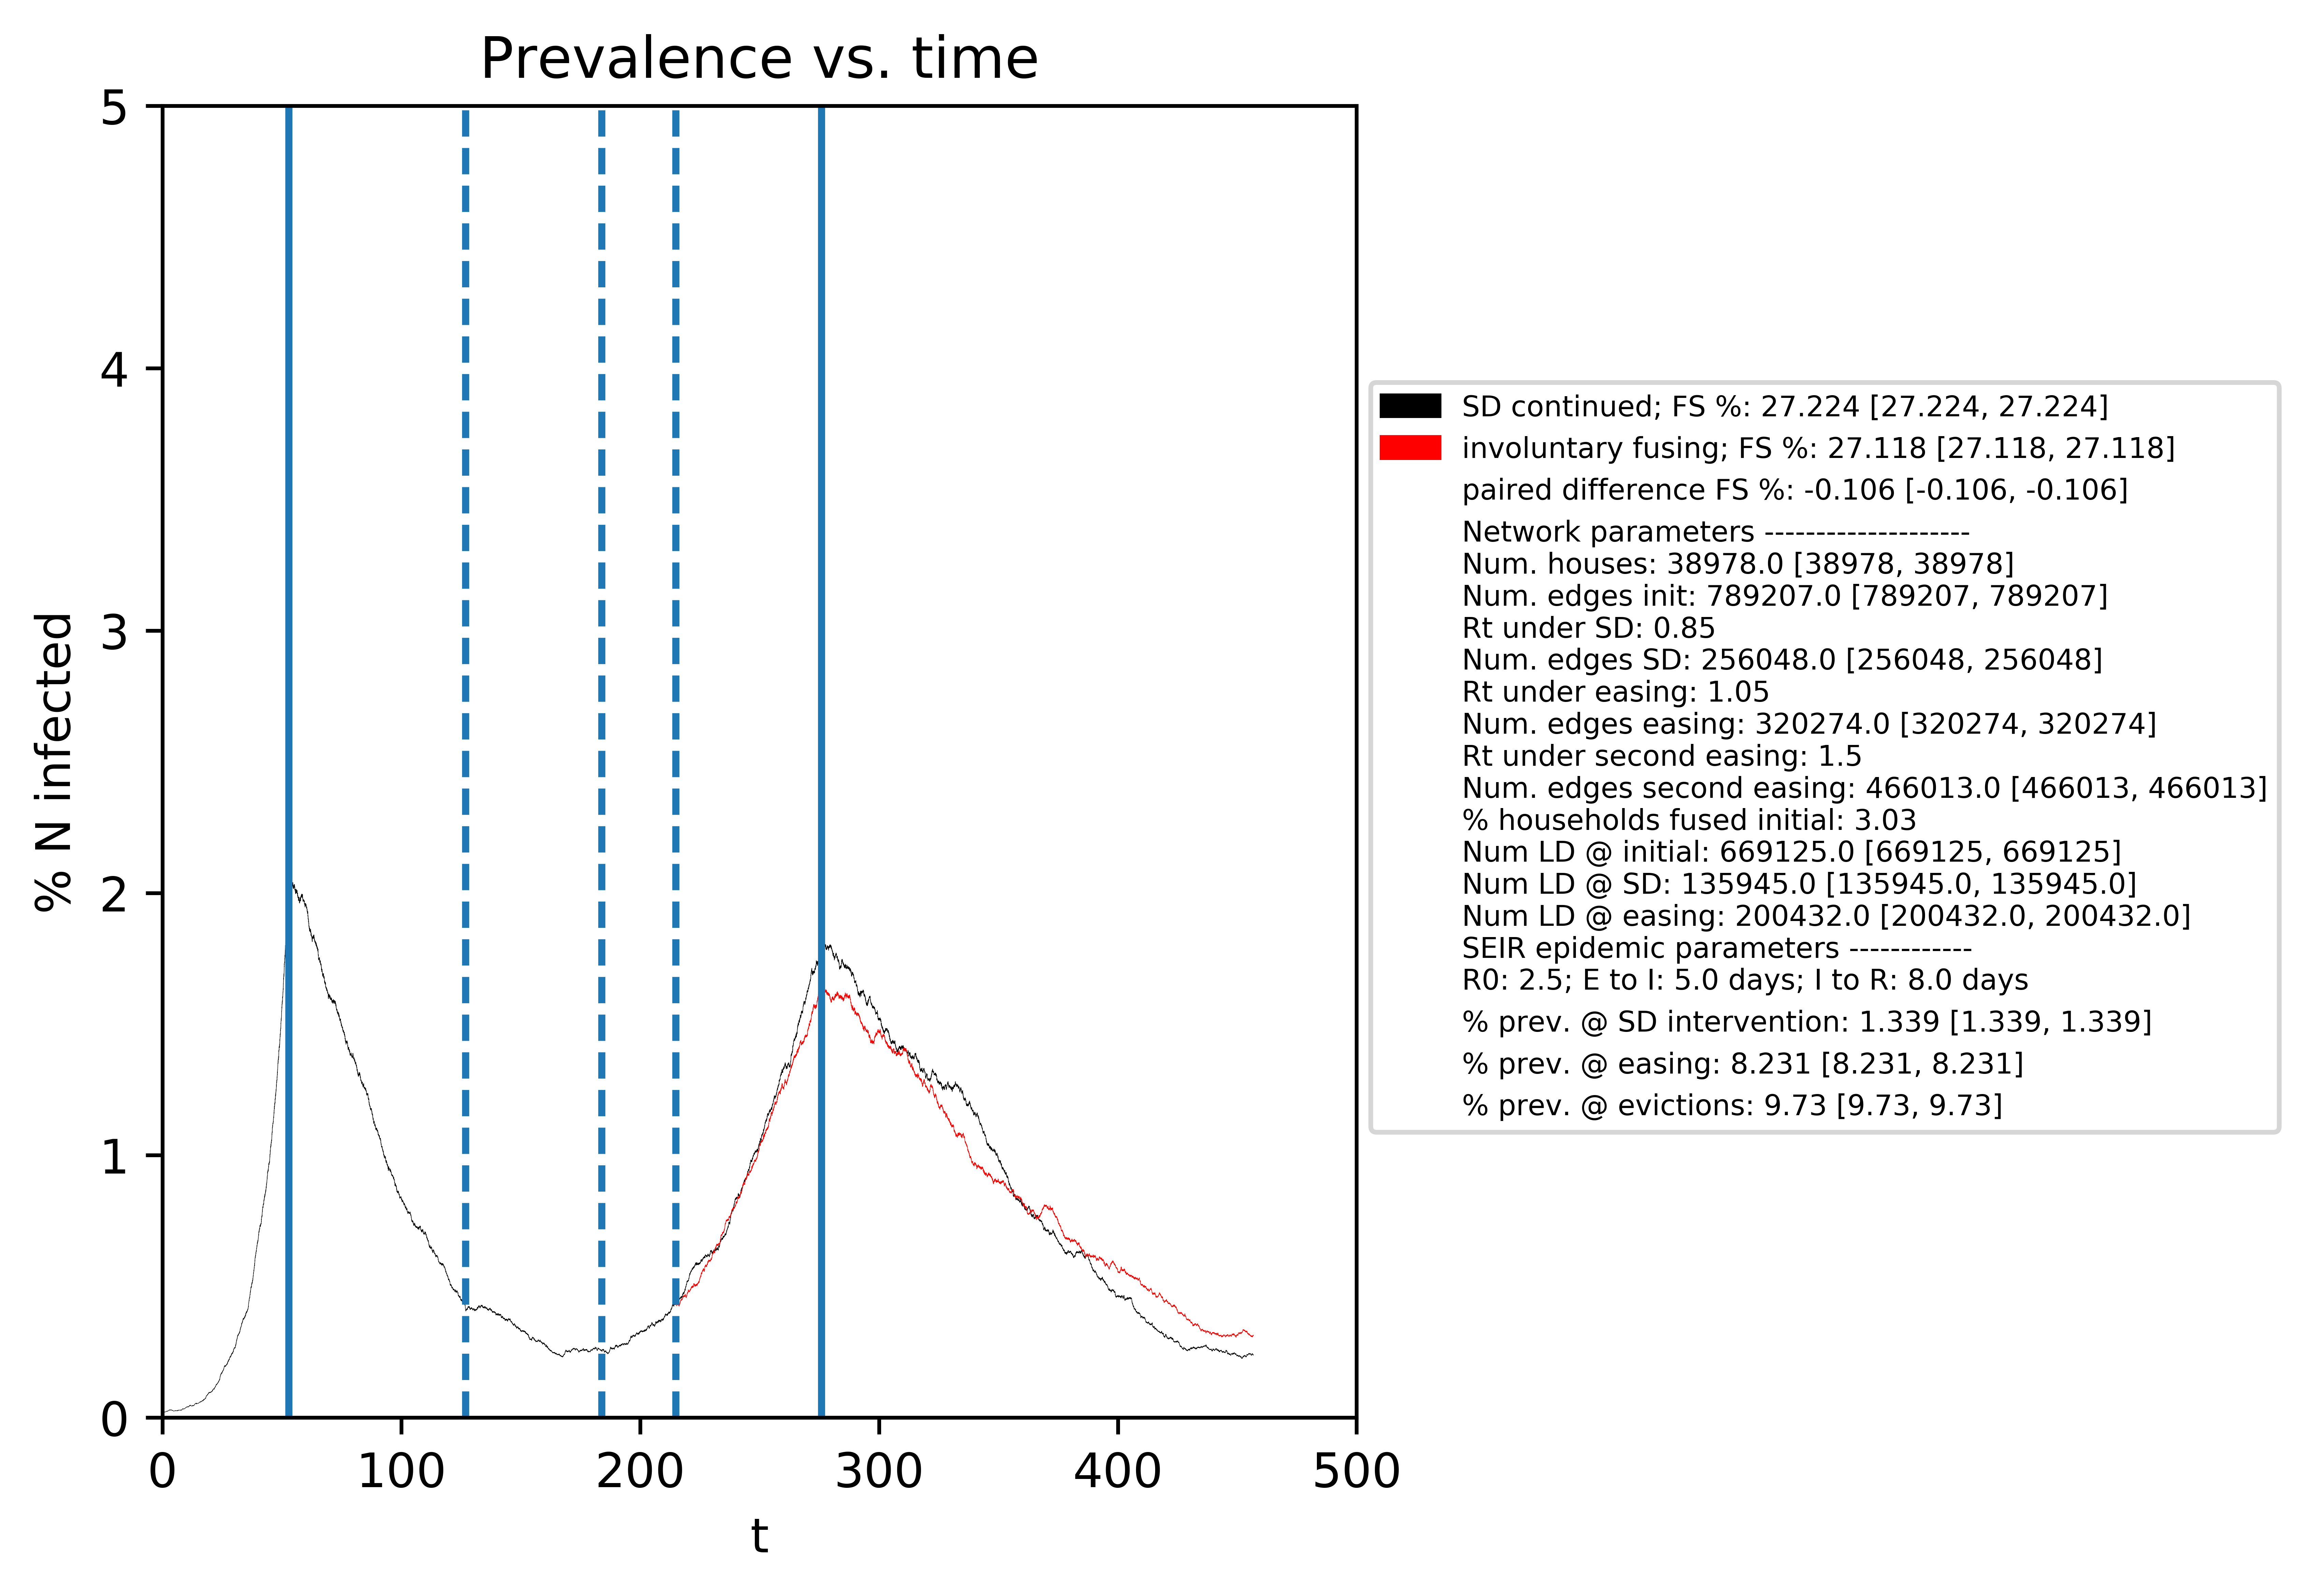 Prevalence vs. time
5
4
3
2
1
0
% N infected
0 100 200 300 400 500
t
SD continued; FS %: 27.224 [27.224, 27.224]
involuntary fusing; FS %: 27.118 [27.118, 27.118]
paired difference FS %: -0.106 [-0.106, -0.106]
Network parameters --------------------
Num. houses: 38978.0 [38978, 38978]
Num. edges init: 789207.0 [789207, 789207]
Rt under SD: 0.85
Num. edges SD: 256048.0 [256048, 256048]
Rt under easing: 1.05
Num. edges easing: 320274.0 [320274, 320274]
Rt under second easing: 1.5
Num. edges second easing: 466013.0 [466013, 466013]
% households fused initial: 3.03
Num LD @ initial: 669125.0 [669125, 669125]
Num LD @ SD: 135945.0 [135945.0, 135945.0]
Num LD @ easing: 200432.0 [200432.0, 200432.0]
SEIR epidemic parameters ------------
R0: 2.5; E to I: 5.0 days; I to R: 8.0 days
% prev. @ SD intervention: 1.339 [1.339, 1.339]
% prev. @ easing: 8.231 [8.231, 8.231]
% prev. @ evictions: 9.73 [9.73, 9.73]